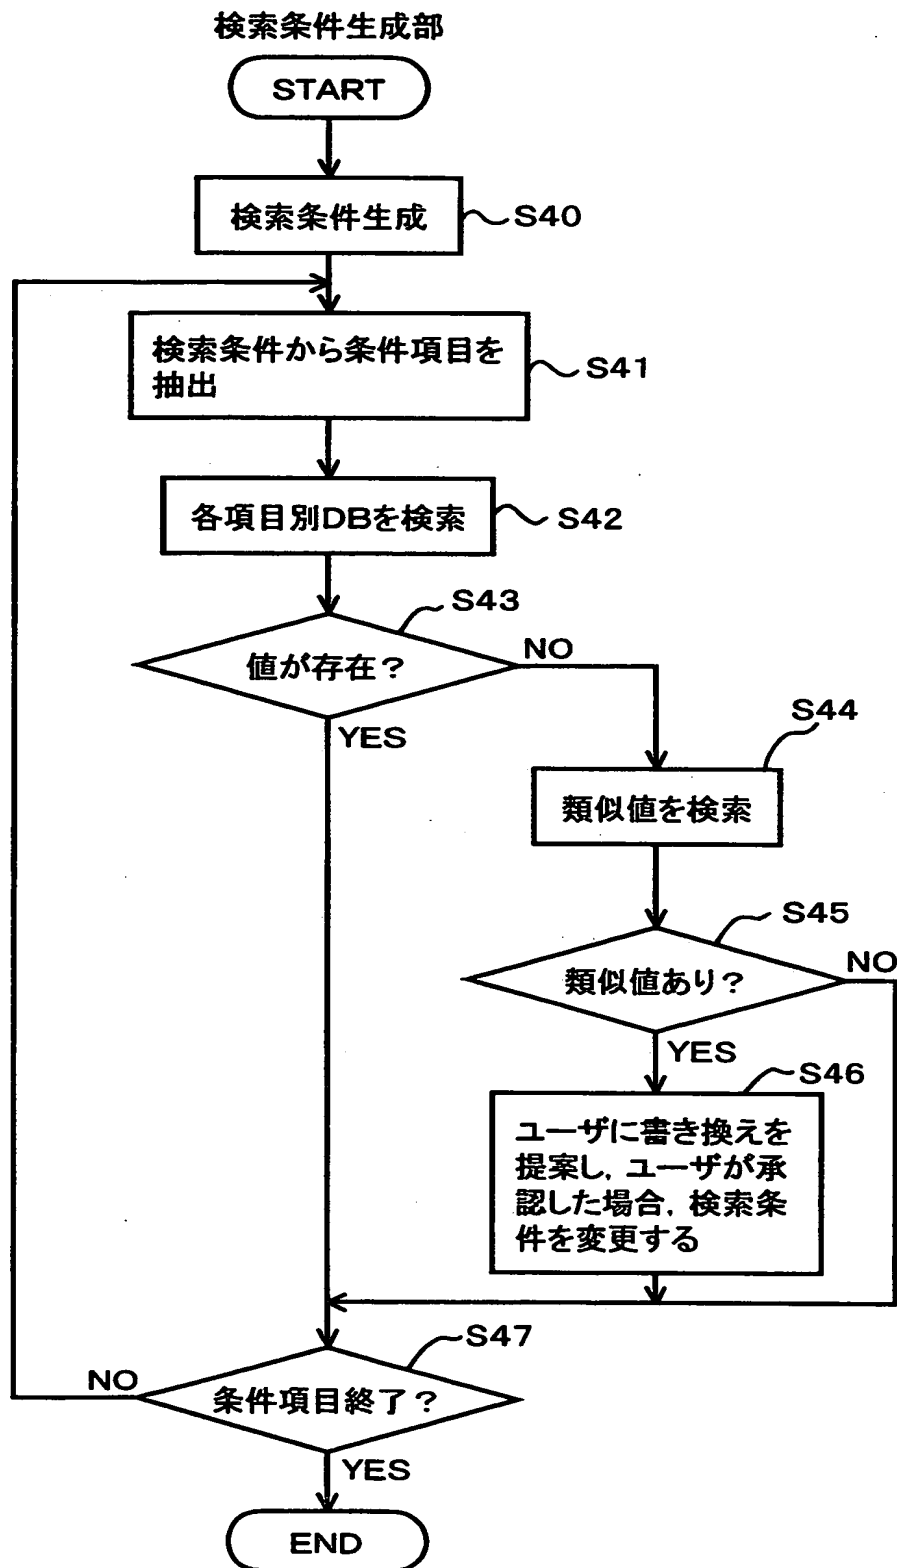 検索条件生成部
START
検索条件生成
S40
検索条件から条件項目を
抽出
S41
各項目別DBを検索
S42
S43
値が存在?
NO
YES
S44
類似値を検索
S45
類似値あり?
NO
YES
S46
ユーザに書き換えを
提案し,ユーザが承
認した場合,検索条
件を変更する
S47
条件項目終了?
NO
YES
END